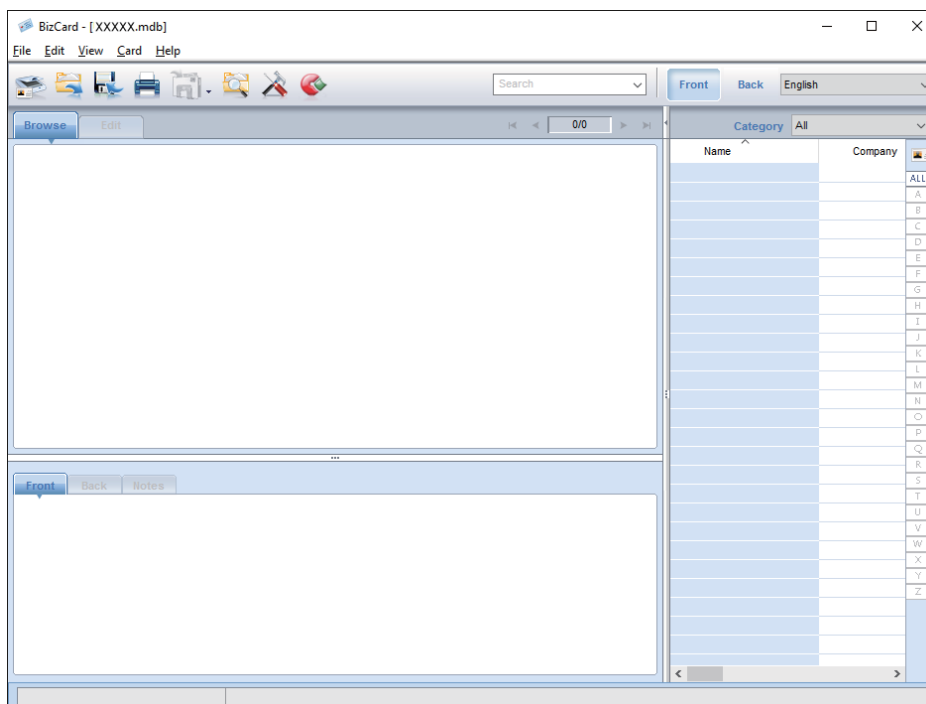 BizCard - [XXXXX.mdb]
File Edit View Card Help
Search
Front Back English
Browse Edit 0/0
Category All
Name Company
ALL
A
B
C
D
E
F
G
H
I
J
K
L
M
N
O
P
Q
R
S
T
U
V
W
X
Y
Z
Front Back Notes